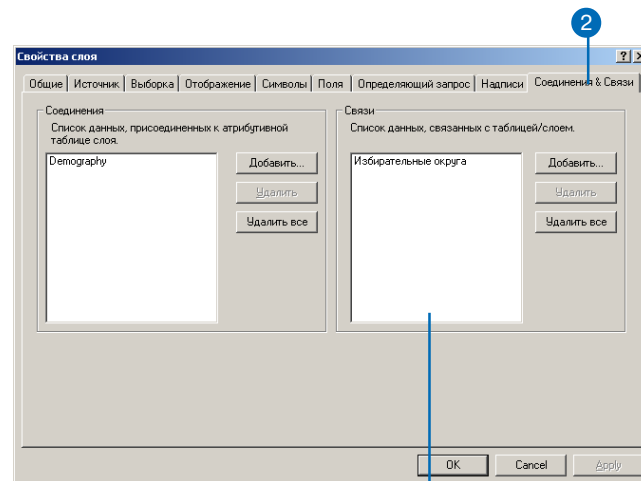 2
Свойства слоя
Общие Источник Выборка Отображение Символы Поля Определяющий запрос Надписи Соединения & Связи
Соединения
Список данных, присоединенных к атрибутивной
таблице слоя.
Demography
Добавить...
Удалить
Удалить все
Связи
Список данных, связанных с таблицей/слоем.
Избирательные округа
Добавить...
Удалить
Удалить все
OK Cancel Apply